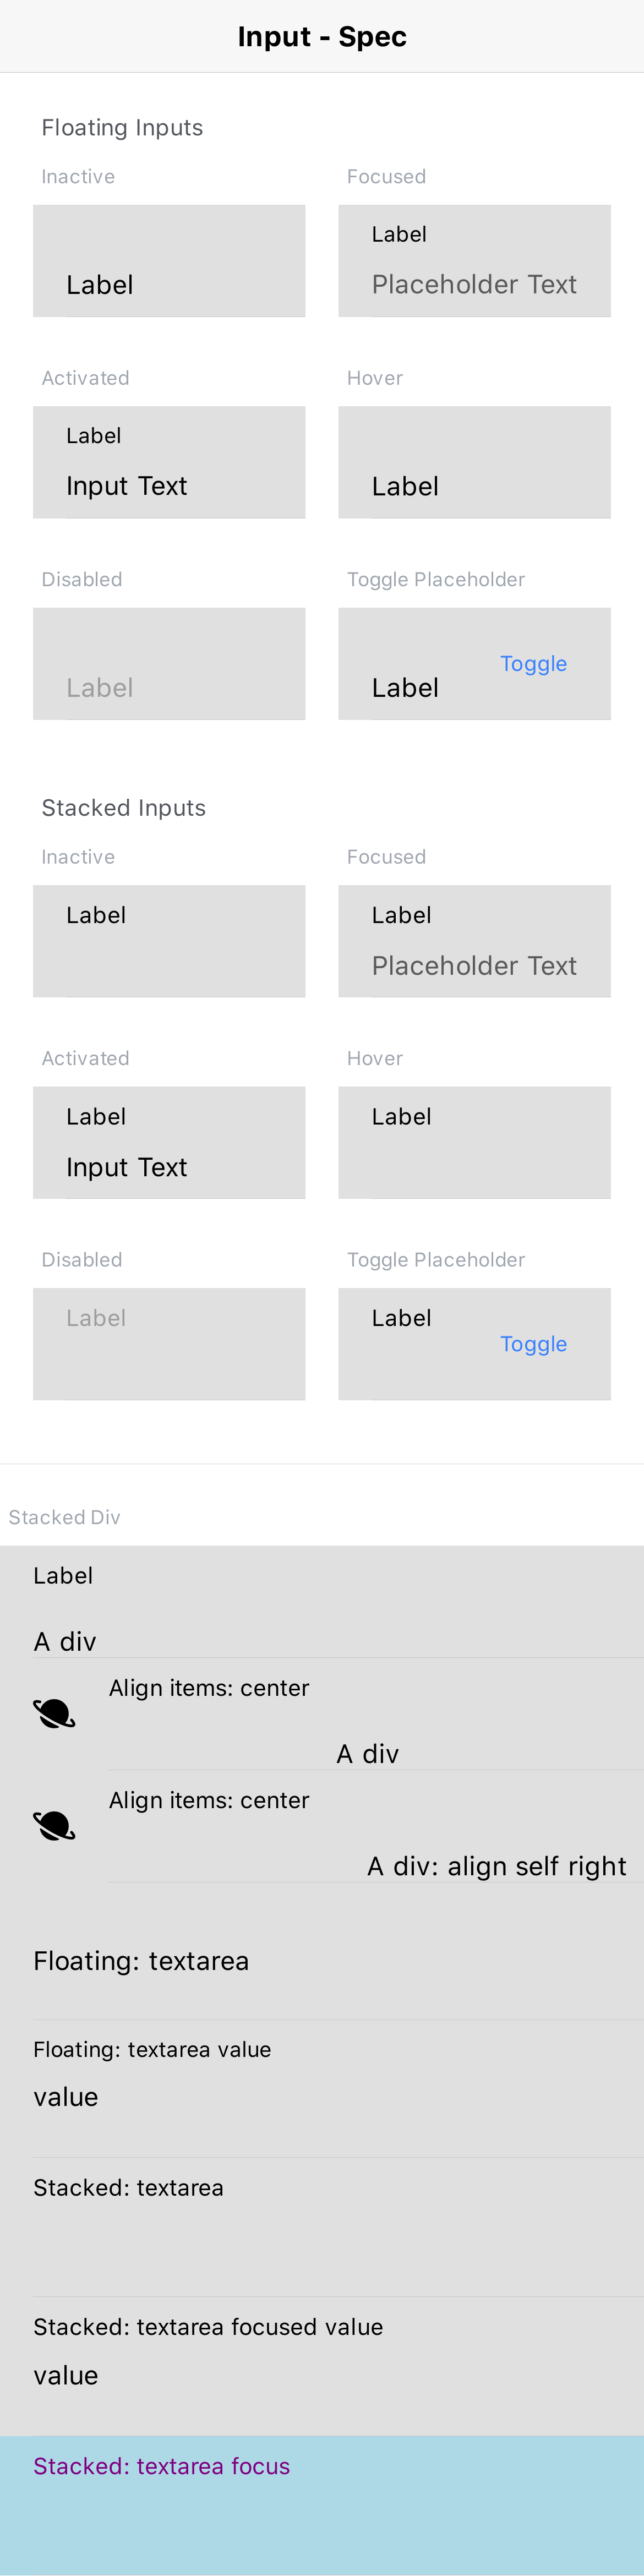 Input - Spec
Floating Inputs
Inactive
Focused
Label
Label
Placeholder Text
Activated
Hover
Label
Input Text
Label
Disabled
Toggle Placeholder
Label
Label
Toggle
Stacked Inputs
Inactive
Focused
Label
Label
Placeholder Text
Activated
Hover
Label
Input Text
Label
Disabled
Toggle Placeholder
Label
Label
Toggle
Stacked Div
Label
A div
Align items: center
A div
Align items: center
A div: align self right
Floating: textarea
Floating: textarea value
value
Stacked: textarea
Stacked: textarea focused value
value
Stacked: textarea focus